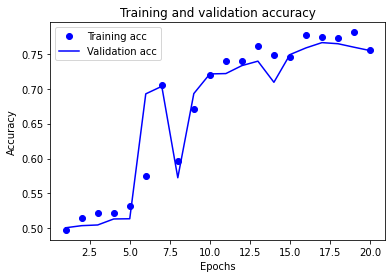 Training and validation accuracy
Training acc
Validation acc
0.75
0.70
0.65
0.60
0.55
0.50
Accuracy
2.5 5.0 7.5 10.0 12.5 15.0 17.5 20.0
Epochs